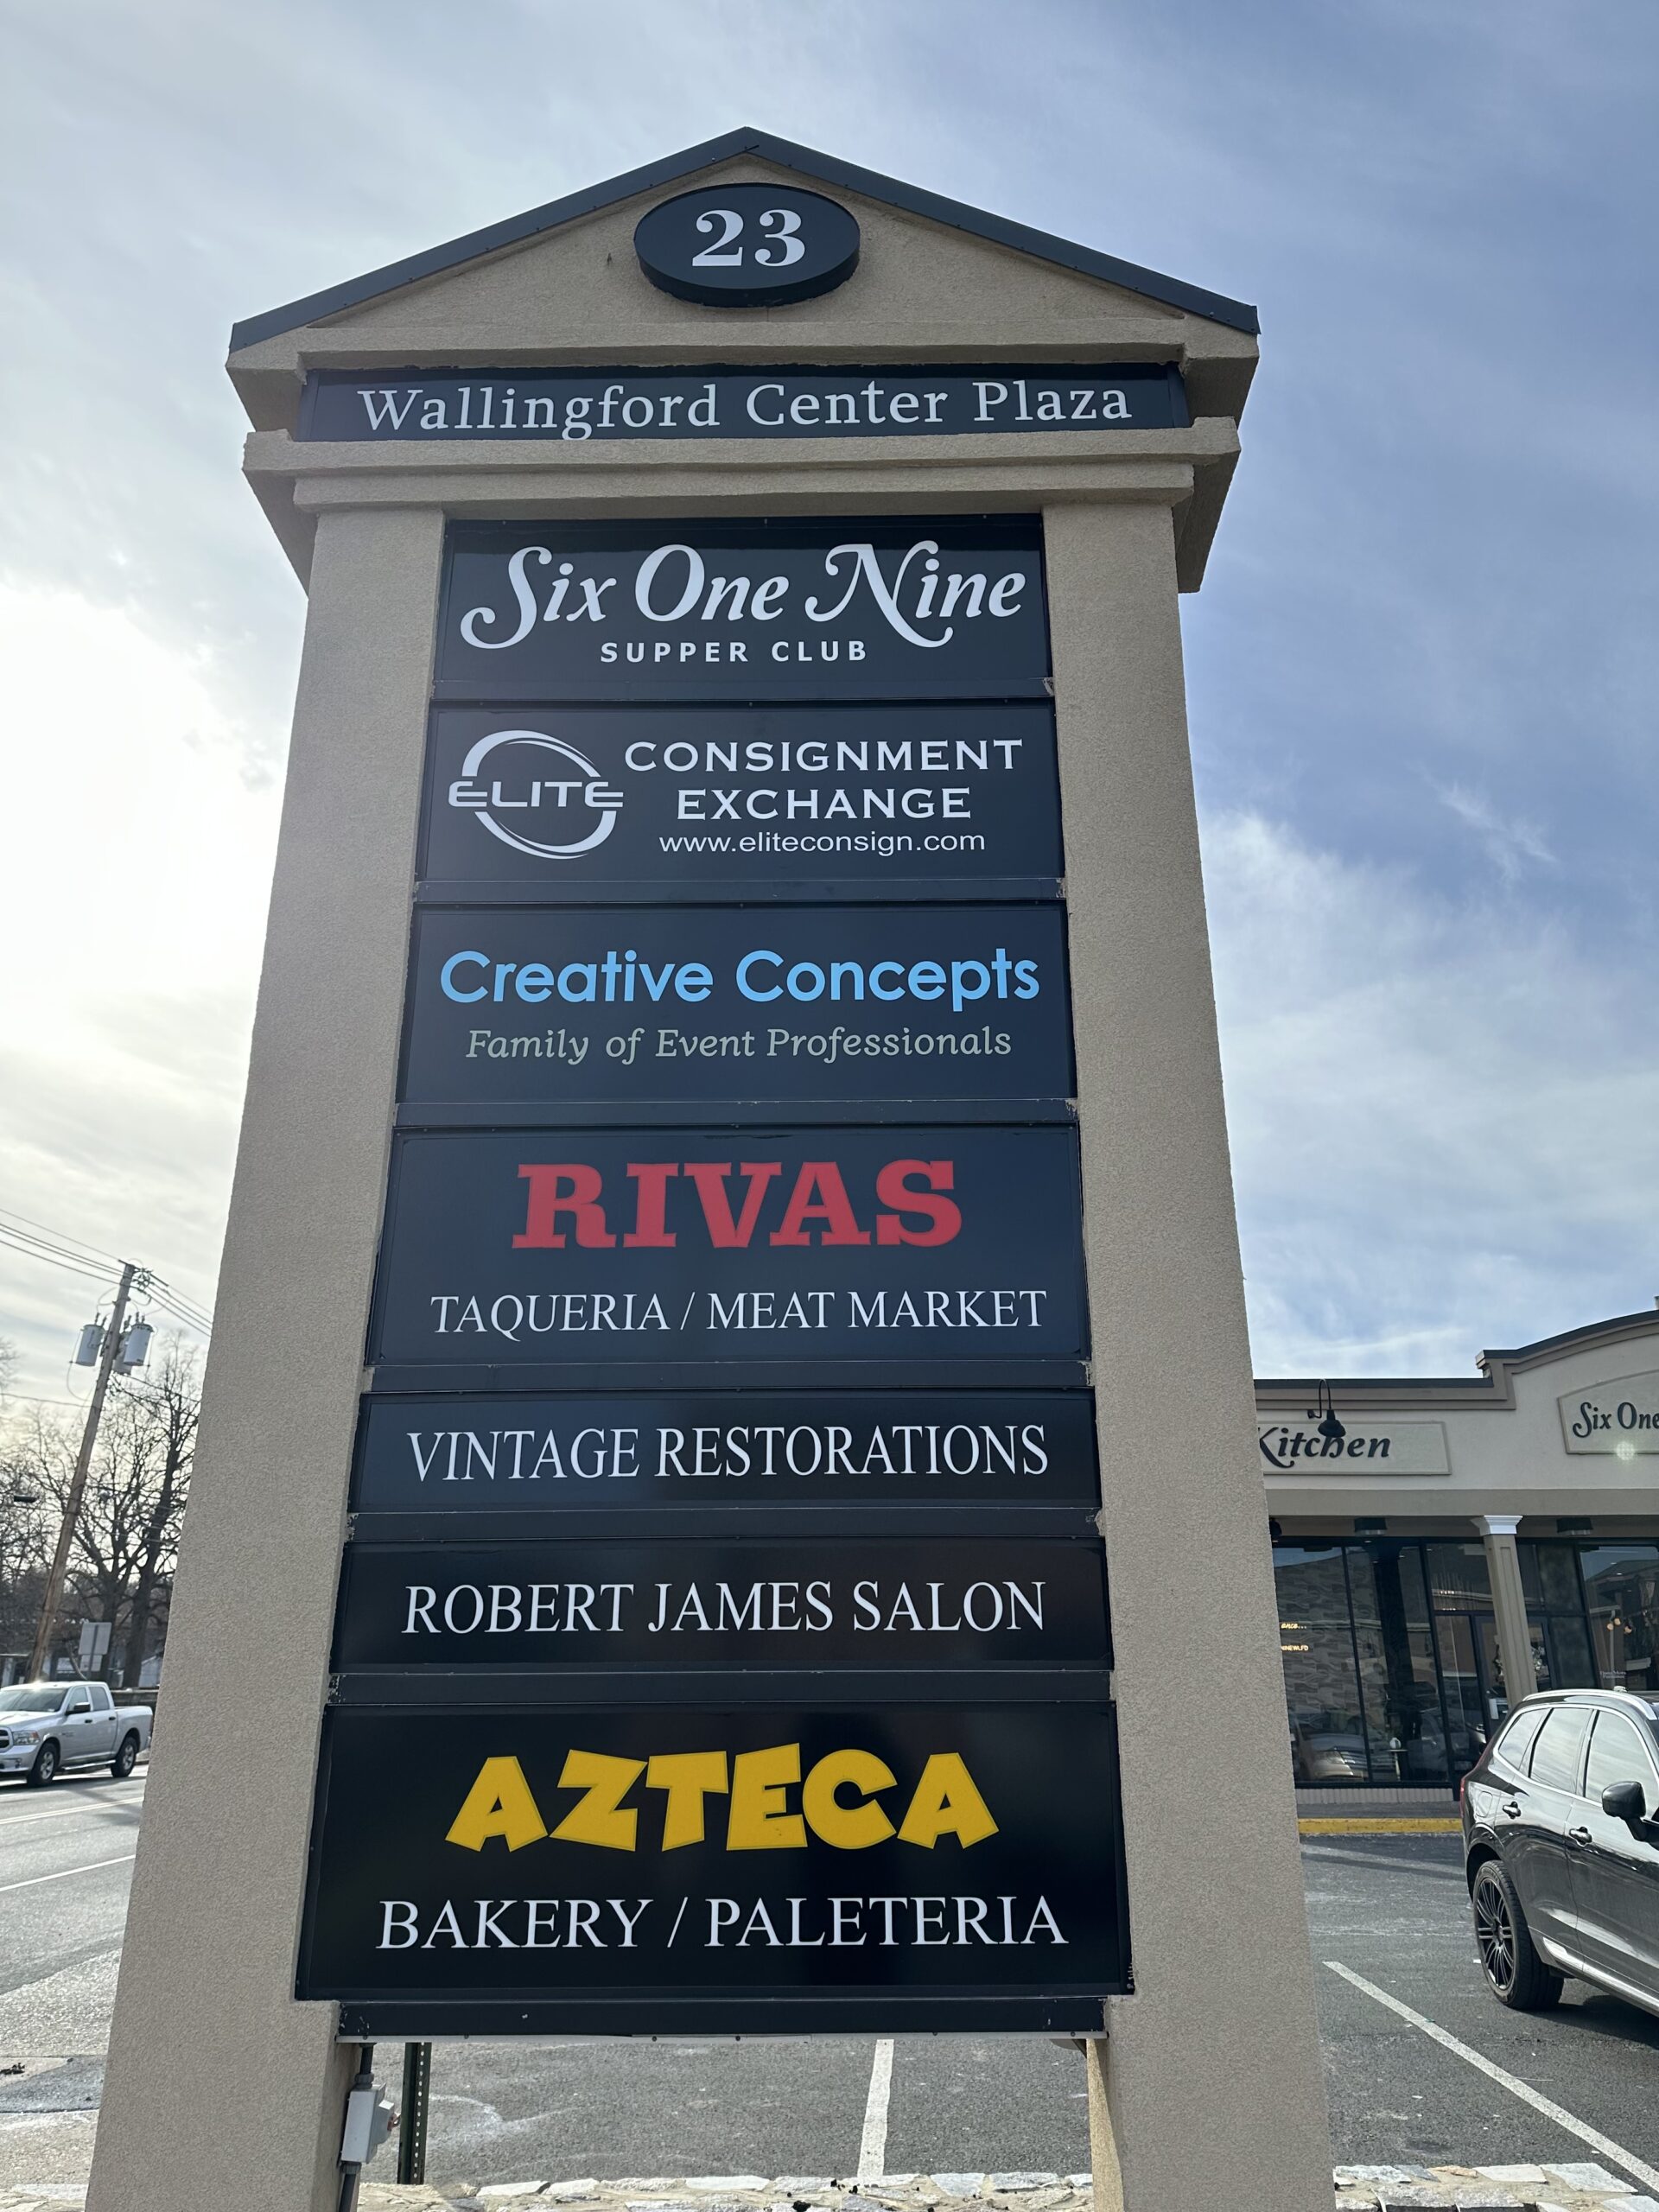 23
Wallingford Center Plaza
Six One Nine
SUPPER CLUB
ELITE
CONSIGNMENT
EXCHANGE
www.eliteconsign.com
Creative Concepts
Family of Event Professionals
RIVAS
TAQUERIA / MEAT MARKET
VINTAGE RESTORATIONS
ROBERT JAMES SALON
AZTECA
BAKERY / PALETERIA
Kitchen
Six One